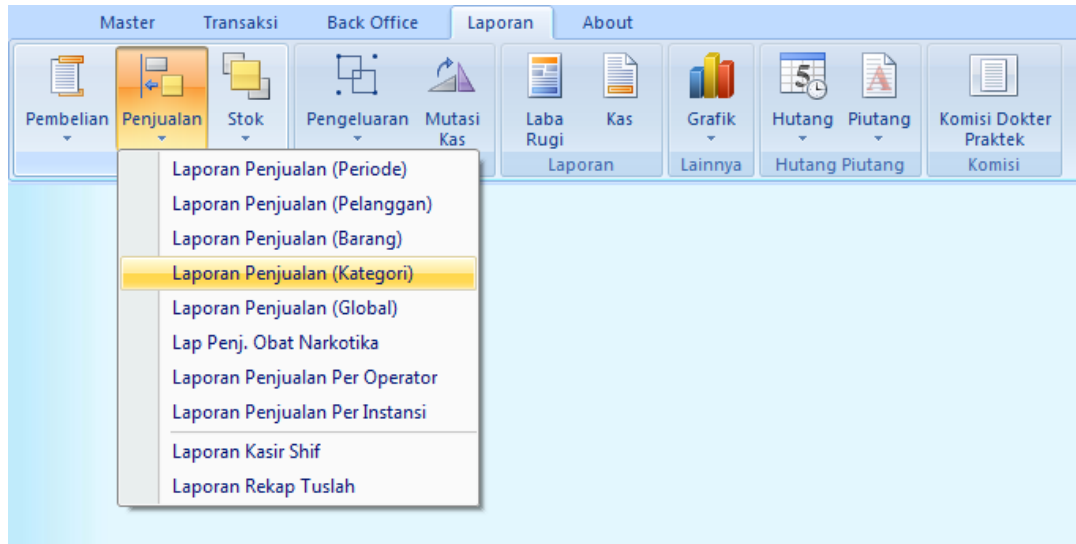 Master Transaksi Back Office Laporan About
Pembelian Penjualan Stok Pengeluaran Mutasi Kas Laba Rugi Kas Grafik Hutang Piutang Komisi Dokter Praktek
Laporan Lainnya Hutang Piutang Komisi
Laporan Penjualan (Periode)
Laporan Penjualan (Pelanggan)
Laporan Penjualan (Barang)
Laporan Penjualan (Kategori)
Laporan Penjualan (Global)
Lap Penj. Obat Narkotika
Laporan Penjualan Per Operator
Laporan Penjualan Per Instansi
Laporan Kasir Shif
Laporan Rekap Tuslah